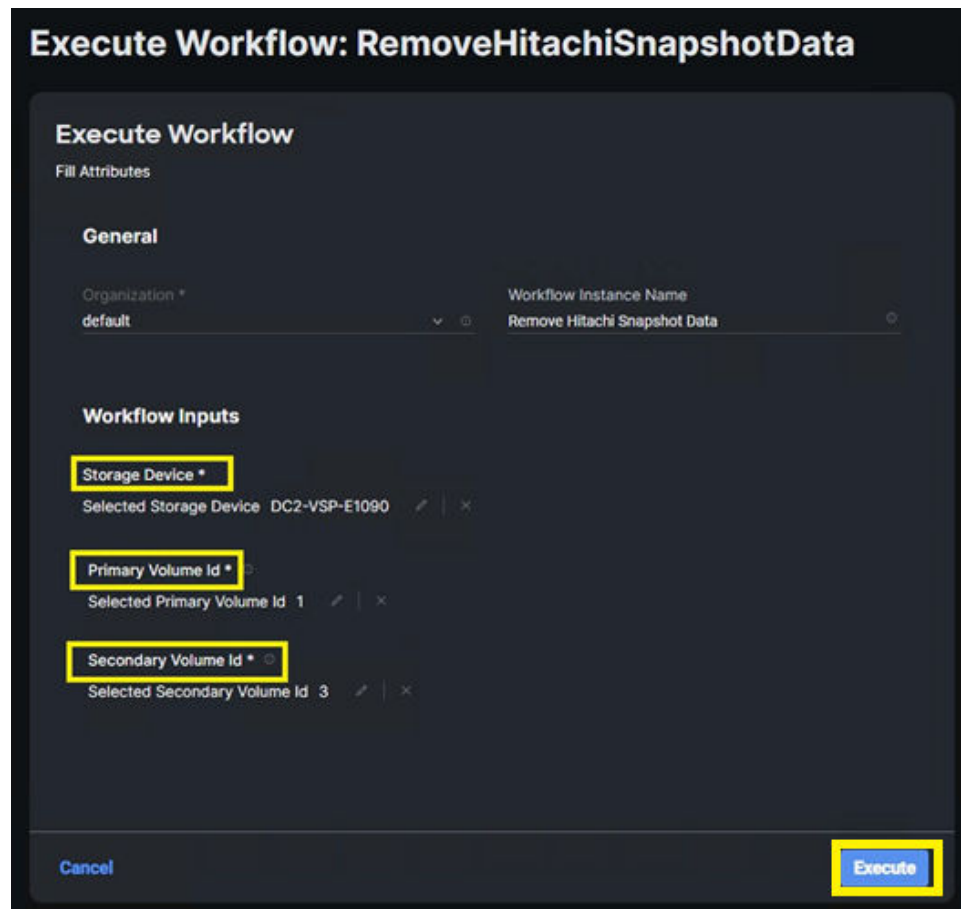 Execute Workflow: RemoveHitachiSnapshotData
Execute Workflow
Fill Attributes
General
Organization *
Workflow Instance Name
default
Remove Hitachi Snapshot Data
Workflow Inputs
Storage Device *
Selected Storage Device DC2-VSP-E1090
Primary Volume Id *
Selected Primary Volume Id 1
Secondary Volume Id *
Selected Secondary Volume Id 3
Cancel
Execute